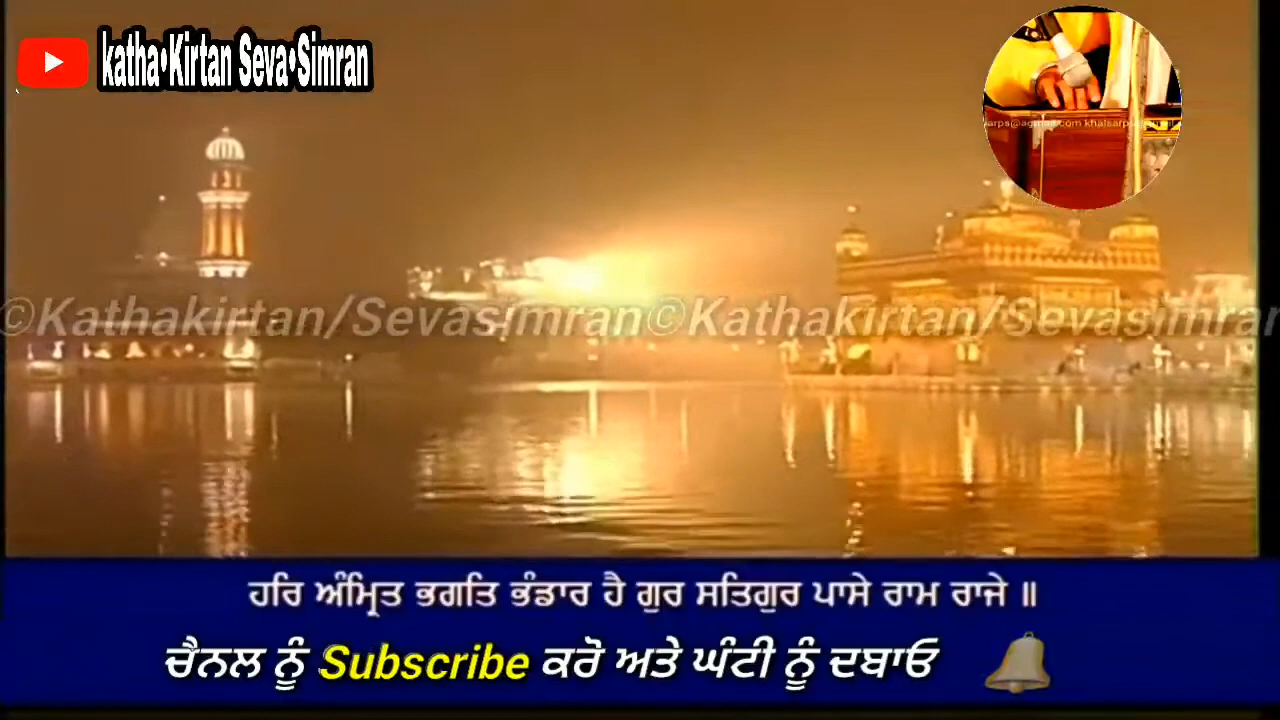 katha•Kirtan Seva•Simran
©Kathakirtan/Sevasimran©Kathakirtan/Sevasimran
ਹਰਿ ਅੰਮ੍ਰਿਤ ਭਗਤਿ ਭੰਡਾਰ ਹੈ ਗੁਰ ਸਤਿਗੁਰ ਪਾਸੇ ਰਾਮ ਰਾਜੇ ॥
ਚੈਨਲ ਨੂੰ Subscribe ਕਰੋ ਅਤੇ ਘੰਟੀ ਨੂੰ ਦਬਾਓ